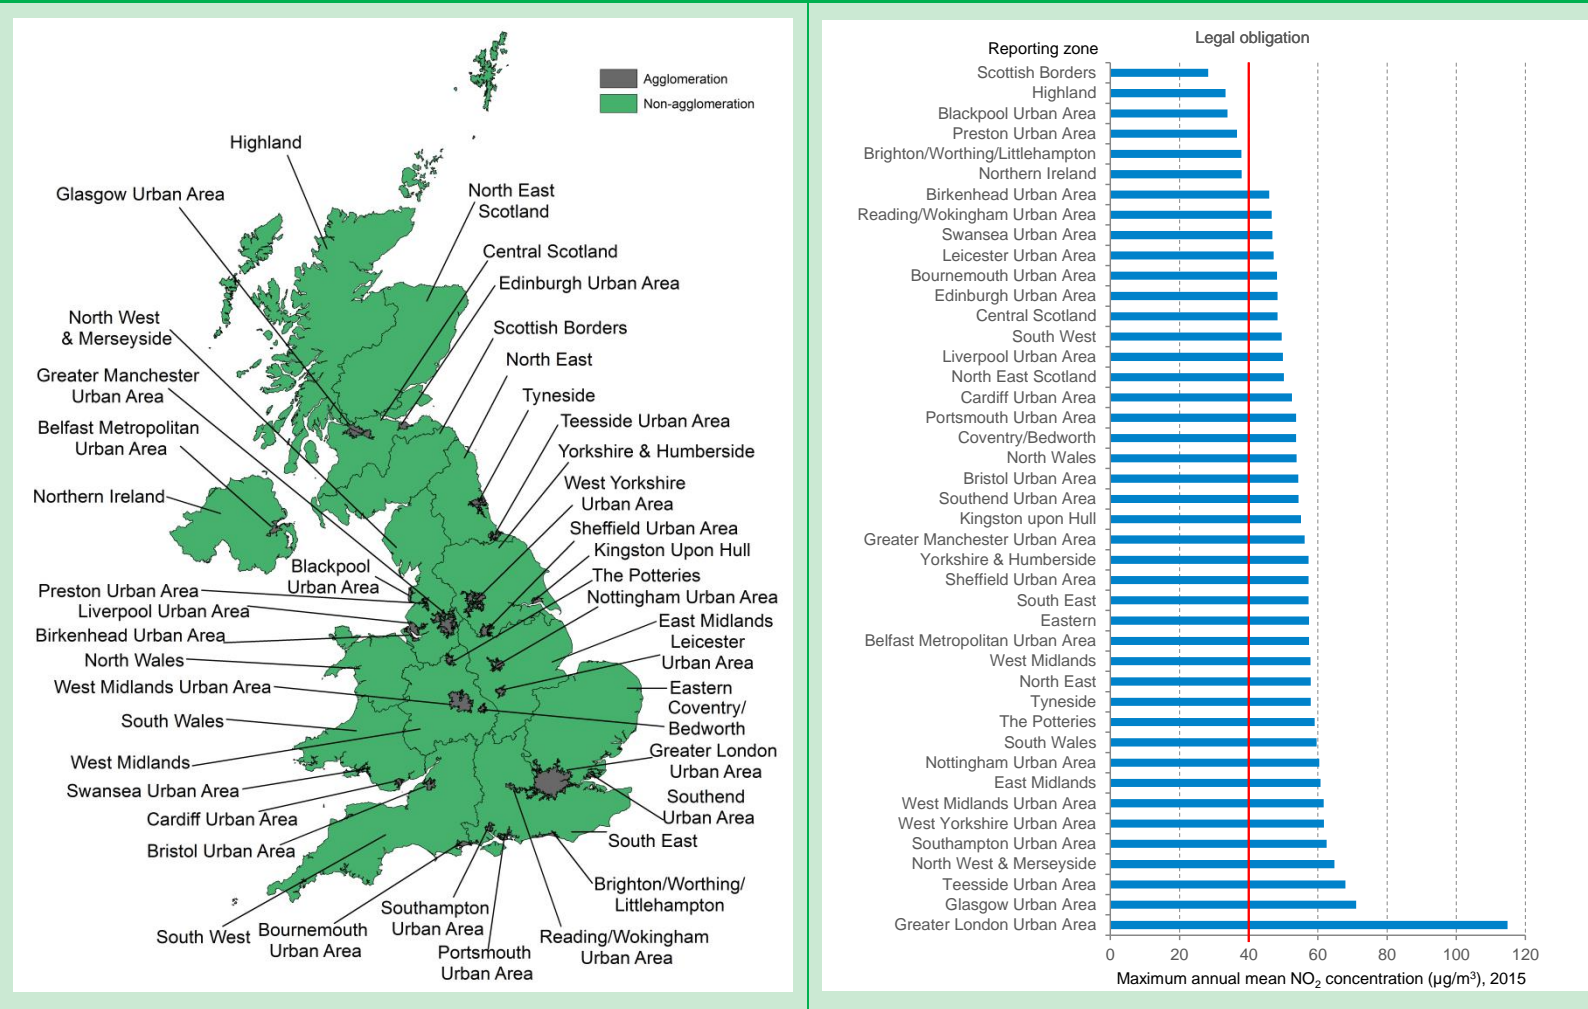 Agglomeration
Non-agglomeration
Highland
Glasgow Urban Area
North East
Scotland
Central Scotland
Edinburgh Urban Area
North West
& Merseyside
Scottish Borders
North East
Greater Manchester
Urban Area
Tyneside
Belfast Metropolitan
Urban Area
Teesside Urban Area
Yorkshire & Humberside
Northern Ireland
West Yorkshire
Urban Area
Sheffield Urban Area
Kingston Upon Hull
Blackpool
Urban Area
The Potteries
Preston Urban Area
Nottingham Urban Area
Liverpool Urban Area
East Midlands
Birkenhead Urban Area
Leicester
Urban Area
North Wales
West Midlands Urban Area
Eastern
Coventry/
Bedworth
South Wales
Greater London
Urban Area
West Midlands
Swansea Urban Area
Southend
Urban Area
Cardiff Urban Area
South East
Bristol Urban Area
Brighton/Worthing/
Littlehampton
Southampton
Urban Area
South West
Bournemouth
Urban Area
Portsmouth
Urban Area
Reading/Wokingham
Urban Area
Legal obligation
Reporting zone
Scottish Borders
Highland
Blackpool Urban Area
Preston Urban Area
Brighton/Worthing/Littlehampton
Northern Ireland
Birkenhead Urban Area
Reading/Wokingham Urban Area
Swansea Urban Area
Leicester Urban Area
Bournemouth Urban Area
Edinburgh Urban Area
Central Scotland
South West
Liverpool Urban Area
North East Scotland
Cardiff Urban Area
Portsmouth Urban Area
Coventry/Bedworth
North Wales
Bristol Urban Area
Southend Urban Area
Kingston upon Hull
Greater Manchester Urban Area
Yorkshire & Humberside
Sheffield Urban Area
South East
Eastern
Belfast Metropolitan Urban Area
West Midlands
North East
Tyneside
The Potteries
South Wales
Nottingham Urban Area
East Midlands
West Midlands Urban Area
West Yorkshire Urban Area
Southampton Urban Area
North West & Merseyside
Teesside Urban Area
Glasgow Urban Area
Greater London Urban Area
0 20 40 60 80 100 120
Maximum annual mean NO₂ concentration (µg/m³), 2015